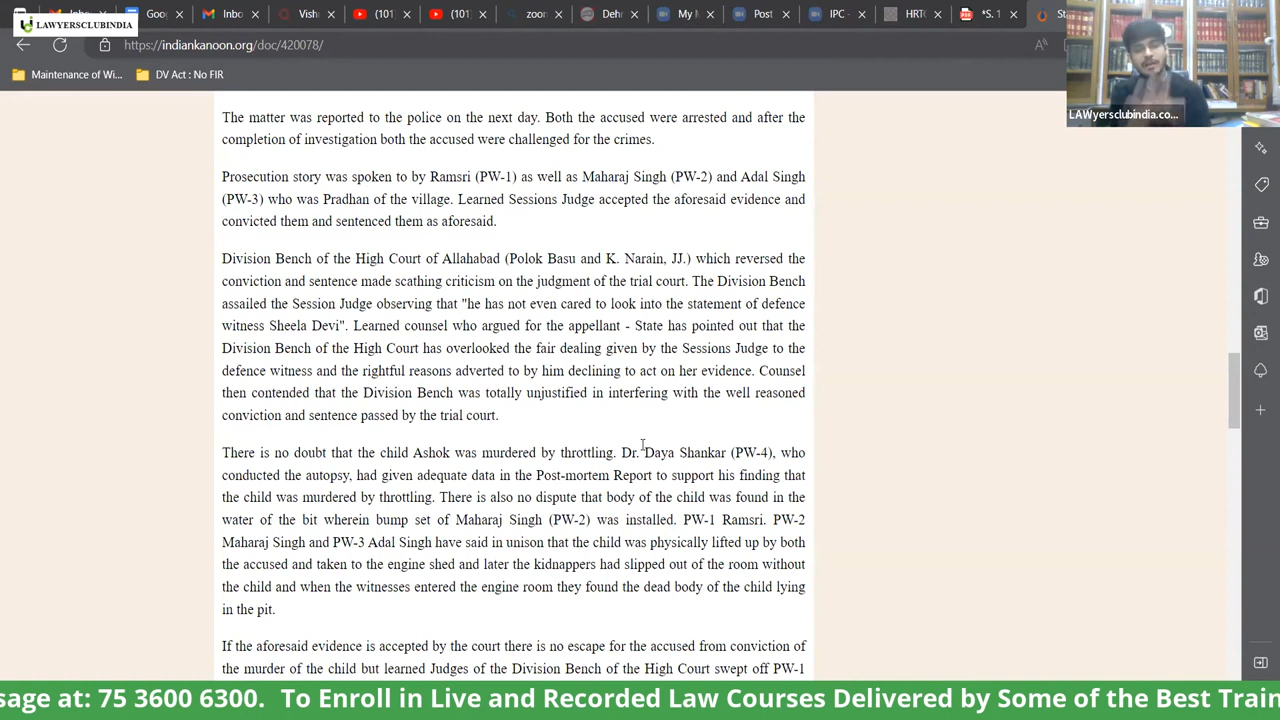 LAWYERSCLUBINDIA
Goo
Inbo
Vishr
(101
(101
zoom
Dehr
My M
Post
C -
HRTC
*S.
https://indiankanoon.org/doc/420078/
Maintenance of Wi...
DV Act : No FIR
LAWyersclubindia.co...
The matter was reported to the police on the next day. Both the accused were arrested and after the
completion of investigation both the accused were challenged for the crimes.
Prosecution story was spoken to by Ramsri (PW-1) as well as Maharaj Singh (PW-2) and Adal Singh
(PW-3) who was Pradhan of the village. Learned Sessions Judge accepted the aforesaid evidence and
convicted them and sentenced them as aforesaid.
Division Bench of the High Court of Allahabad (Polok Basu and K. Narain, JJ.) which reversed the
conviction and sentence made scathing criticism on the judgment of the trial court. The Division Bench
assailed the Session Judge observing that "he has not even cared to look into the statement of defence
witness Sheela Devi". Learned counsel who argued for the appellant - State has pointed out that the
Division Bench of the High Court has overlooked the fair dealing given by the Sessions Judge to the
defence witness and the rightful reasons adverted to by him declining to act on her evidence. Counsel
then contended that the Division Bench was totally unjustified in interfering with the well reasoned
conviction and sentence passed by the trial court.
There is no doubt that the child Ashok was murdered by throttling. Dr. Daya Shankar (PW-4), who
conducted the autopsy, had given adequate data in the Post-mortem Report to support his finding that
the child was murdered by throttling. There is also no dispute that body of the child was found in the
water of the bit wherein bump set of Maharaj Singh (PW-2) was installed. PW-1 Ramsri. PW-2
Maharaj Singh and PW-3 Adal Singh have said in unison that the child was physically lifted up by both
the accused and taken to the engine shed and later the kidnappers had slipped out of the room without
the child and when the witnesses entered the engine room they found the dead body of the child lying
in the pit.
If the aforesaid evidence is accepted by the court there is no escape for the accused from conviction of
the murder of the child but learned Judges of the Division Bench of the High Court swept off PW-1
sage at: 75 3600 6300. To Enroll in Live and Recorded Law Courses Delivered by Some of the Best Train